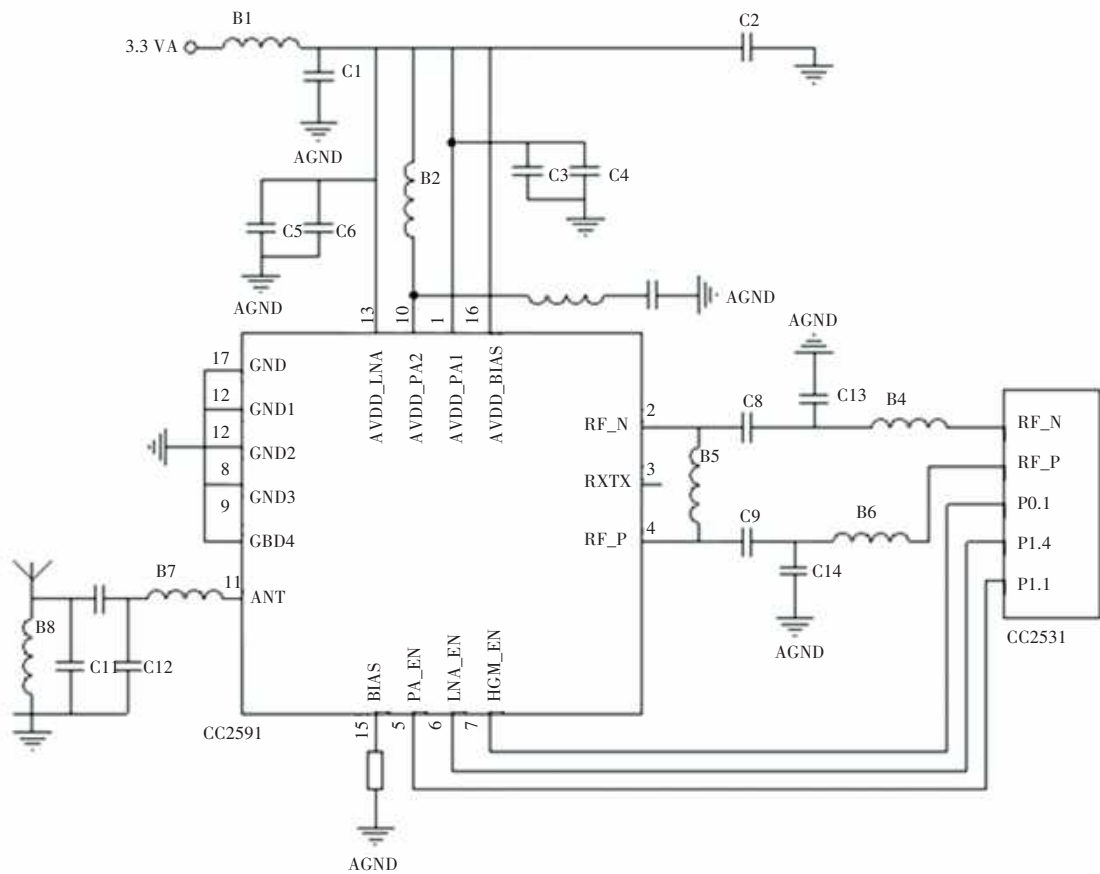 B1
C2
3.3 VA
C1
AGND
B2
C3
C4
C5
C6
AGND
AGND
13
10
1
16
AGND
17
GND
AVDD_LNA
AVDD_PA2
AVDD_PA1
AVDD_BIAS
12
GND1
C8
C13
B4
2
RF_N
RF_N
12
GND2
B5
RF_P
3
RXTX
8
GND3
P0.1
9
C9
B6
4
RF_P
GBD4
P1.4
C14
B7
11
ANT
P1.1
B8
C11
C12
CC2531
AGND
BIAS
PA_EN
LNA_EN
HGM_EN
CC2591
15
5
6
7
AGND